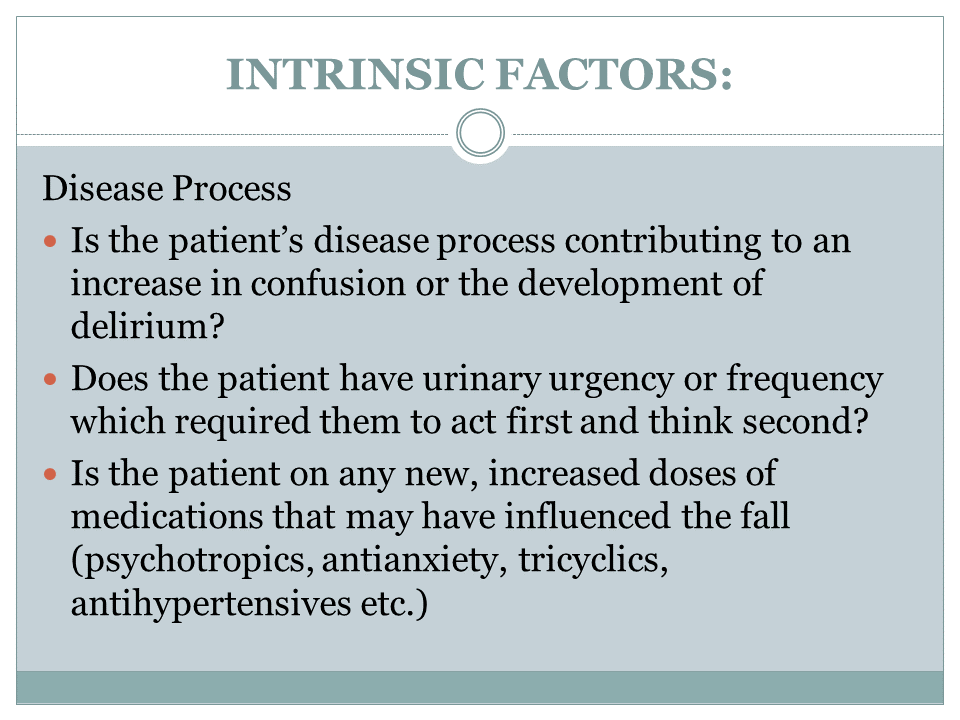 INTRINSIC FACTORS:
Disease Process
• Is the patient’s disease process contributing to an
increase in confusion or the development of
delirium?
• Does the patient have urinary urgency or frequency
which required them to act first and think second?
• Is the patient on any new, increased doses of
medications that may have influenced the fall
(psychotropics, antianxiety, tricyclics,
antihypertensives etc.)